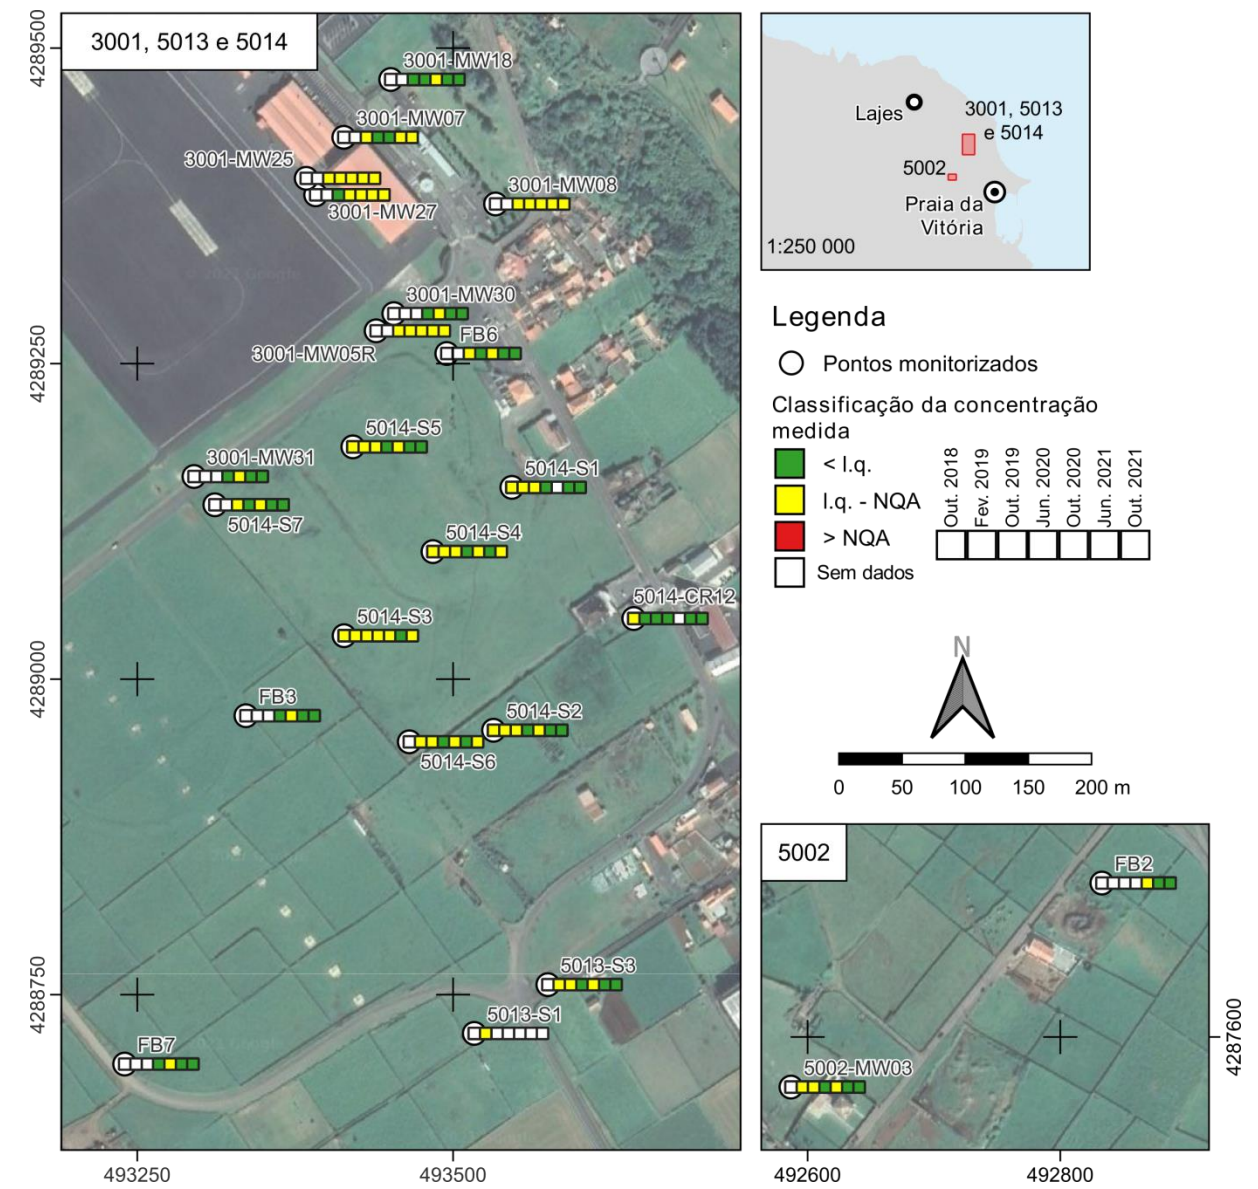 3001, 5013 e 5014
4289500
4289250
4289000
4288750
493250
493500
3001-MW18
3001-MW07
3001-MW25
3001-MW27
3001-MW08
3001-MW30
3001-MW05R
FB6
5014-S5
3001-MW31
5014-S7
5014-S1
5014-S4
5014-CR12
5014-S3
FB3
5014-S2
5014-S6
5013-S3
5013-S1
FB7
Lajes
3001, 5013
e 5014
5002
Praia da
Vitória
1:250 000
Legenda
Pontos monitorizados
Classificação da concentração
medida
< l.q.
l.q. - NQA
> NQA
Sem dados
Out. 2018
Fev. 2019
Out. 2019
Jun. 2020
Out. 2020
Jun. 2021
Out. 2021
N
0 50 100 150 200 m
5002
FB2
5002-MW03
4287600
492600
492800